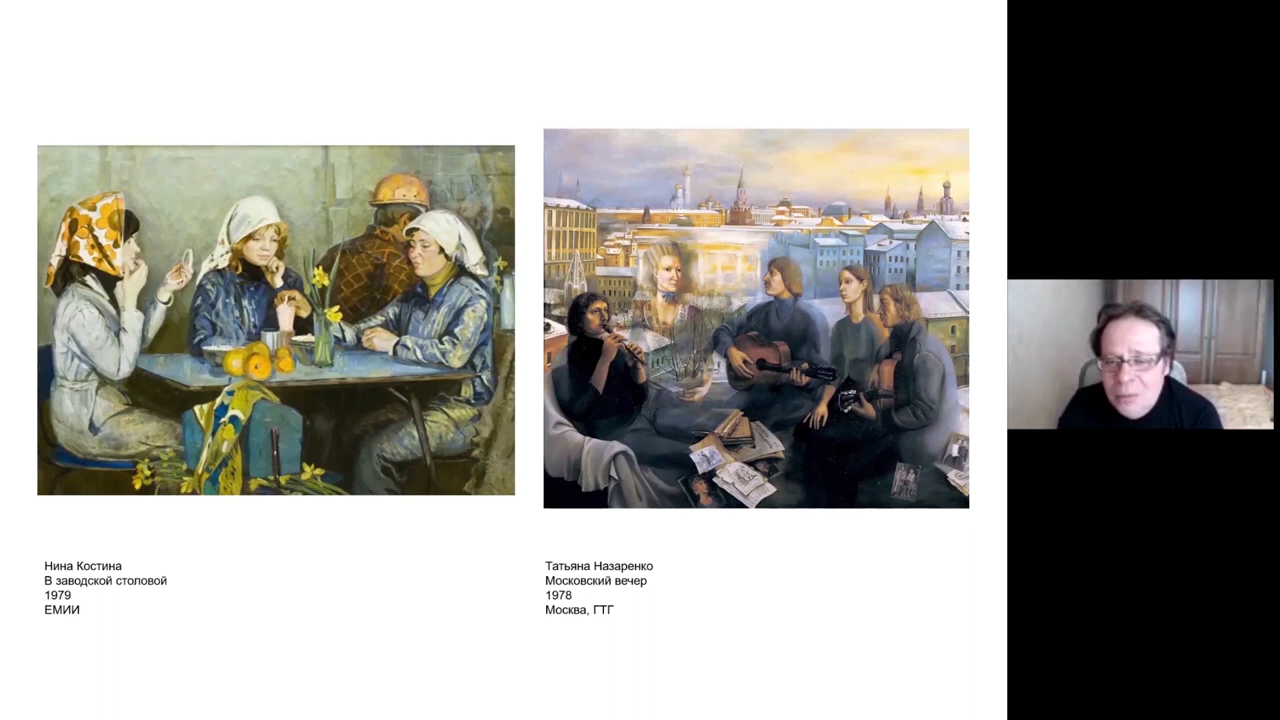 Нина Костина
В заводской столовой
1979
ЕМИИ
Татьяна Назаренко
Московский вечер
1978
Москва, ГТГ